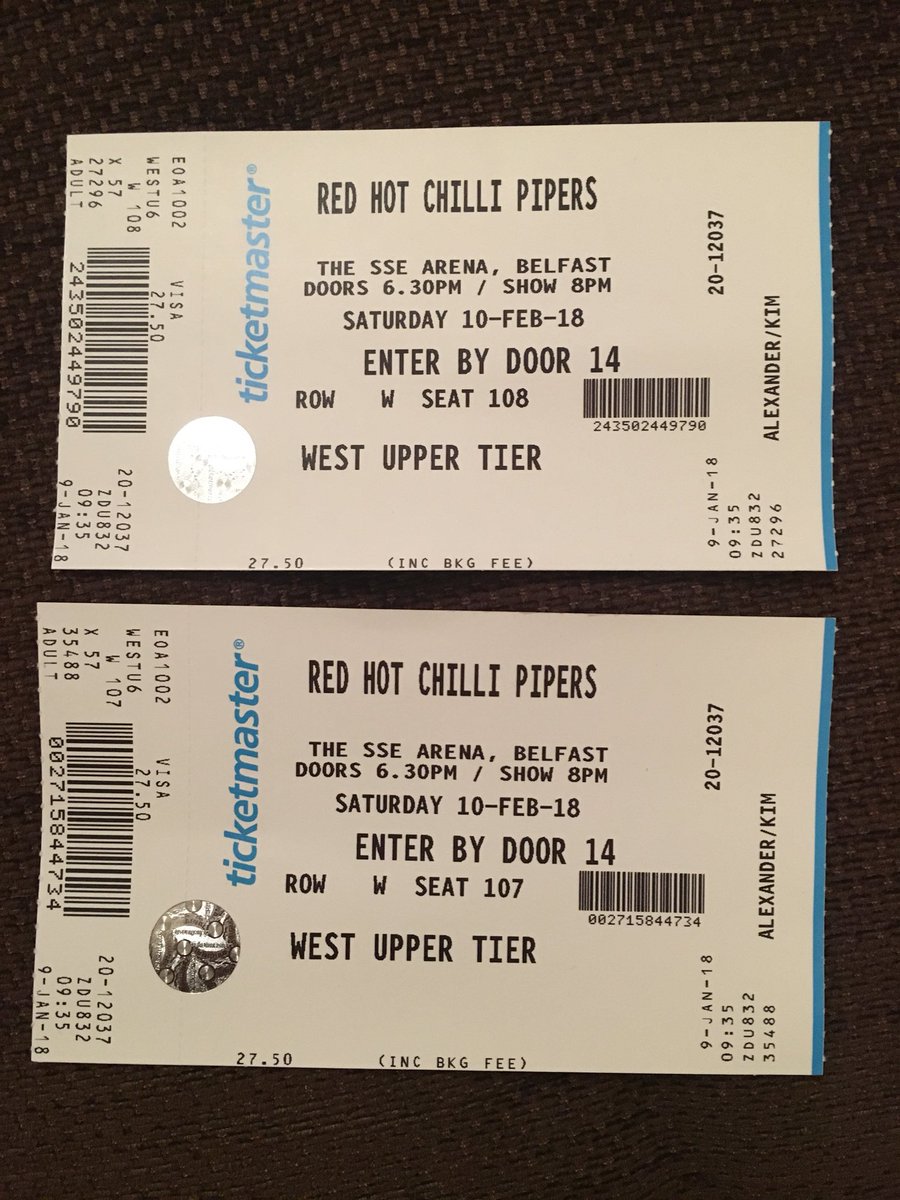 EOA1002
WESTU6
W 108
X 57
27296
ADULT
VISA
27.50
243502449790
20-12037
ZDU832
09:35
9-JAN-18
ticketmaster®
RED HOT CHILLI PIPERS
THE SSE ARENA, BELFAST
DOORS 6.30PM / SHOW 8PM
SATURDAY 10-FEB-18
ENTER BY DOOR 14
ROW W SEAT 108
243502449790
WEST UPPER TIER
27.50 (INC BKG FEE)
20-12037
ALEXANDER/KIM
9-JAN-18
09:35
ZDU832
27296
EOA1002
WESTU6
W 107
X 57
35488
ADULT
VISA
27.50
002715844734
20-12037
ZDU832
09:35
9-JAN-18
ticketmaster®
RED HOT CHILLI PIPERS
THE SSE ARENA, BELFAST
DOORS 6.30PM / SHOW 8PM
SATURDAY 10-FEB-18
ENTER BY DOOR 14
ROW W SEAT 107
002715844734
WEST UPPER TIER
27.50 (INC BKG FEE)
20-12037
ALEXANDER/KIM
9-JAN-18
09:35
ZDU832
35488